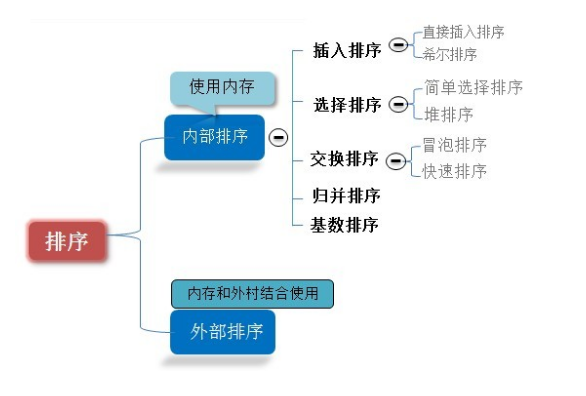 排序
使用内存
内部排序
插入排序
直接插入排序
希尔排序
选择排序
简单选择排序
堆排序
交换排序
冒泡排序
快速排序
归并排序
基数排序
内存和外村结合使用
外部排序